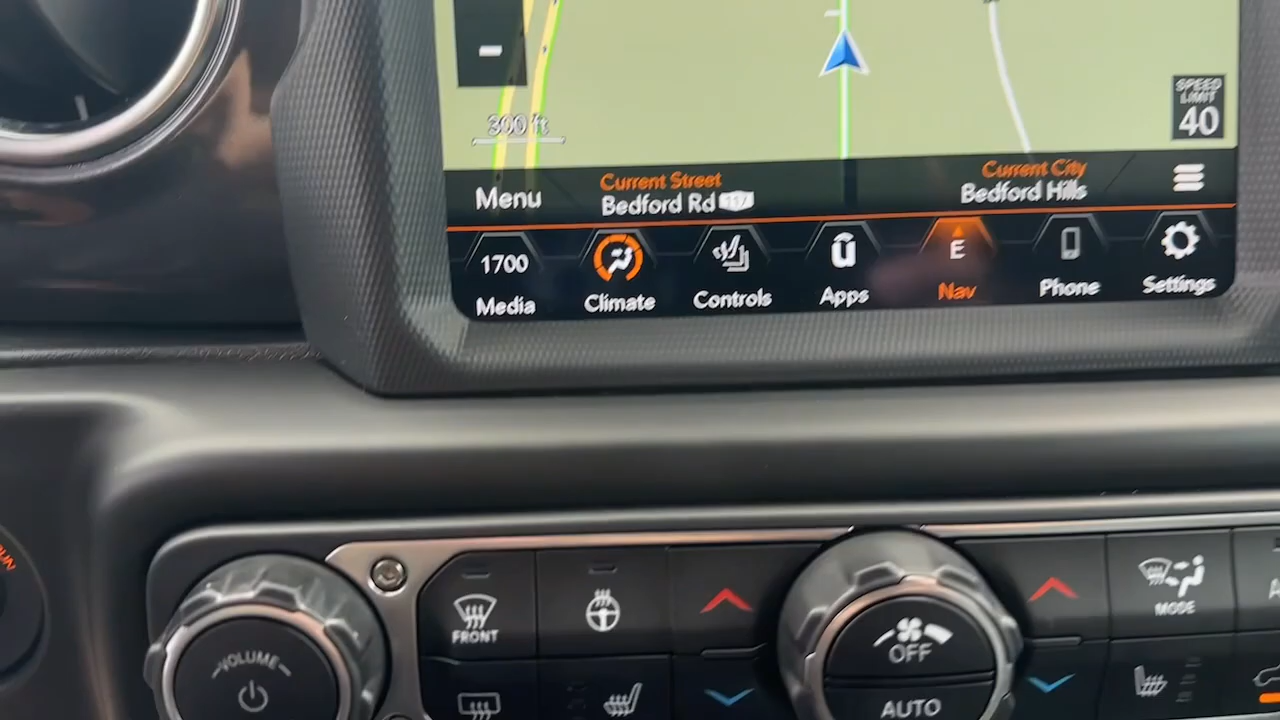 -
SPEED
LIMIT
40
300 ft
Menu
Current Street
Bedford Rd 117
Current City
Bedford Hills
1700
Media
Climate
Controls
Apps
E
Nav
Phone
Settings
FRONT
MODE
VOLUME
OFF
AUTO